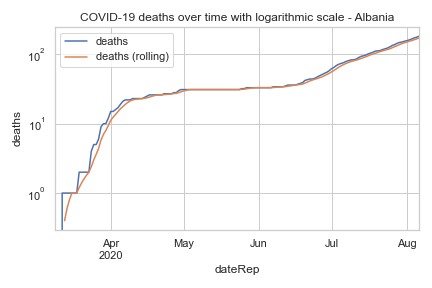 COVID-19 deaths over time with logarithmic scale - Albania
deaths
deaths (rolling)
10²
10¹
10⁰
deaths
Apr
2020
May
Jun
Jul
Aug
dateRep